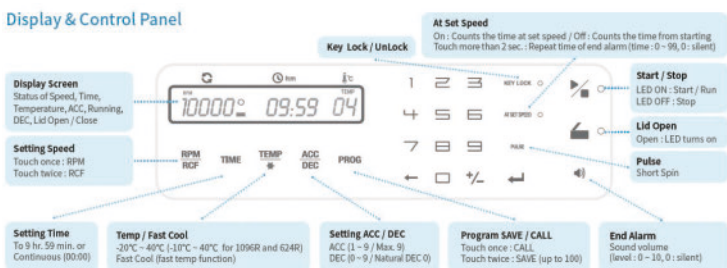 Display & Control Panel
At Set Speed
On : Counts the time at set speed / Off : Counts the time from starting
Touch more than 2 sec. : Repeat time of end alarm (time : 0 ~ 99, 0 : silent)
Key Lock / UnLock
Display Screen
Status of Speed, Time,
Temperature, ACC, Running,
DEC, Lid Open / Close
Setting Speed
Touch once : RPM
Touch twice : RCF
h:m
°C
RPM
TEMP
10000 09:59 04
RPM
RCF
TIME
TEMP
ACC
DEC
PROG
1 2 3
4 5 6
7 8 9
← 0 +/-
KEY LOCK
AT SET SPEED
PULSE
Start / Stop
LED ON : Start / Run
LED OFF : Stop
Lid Open
Open : LED turns on
Pulse
Short Spin
Setting Time
To 9 hr. 59 min. or
Continuous (00:00)
Temp / Fast Cool
-20°C ~ 40°C (-10°C ~ 40°C for 1096R and 624R)
Fast Cool (fast temp function)
Setting ACC / DEC
ACC (1 ~ 9 / Max. 9)
DEC (0 ~ 9 / Natural DEC 0)
Program SAVE / CALL
Touch once : CALL
Touch twice : SAVE (up to 100)
End Alarm
Sound volume
(level : 0 ~ 10, 0 : silent)